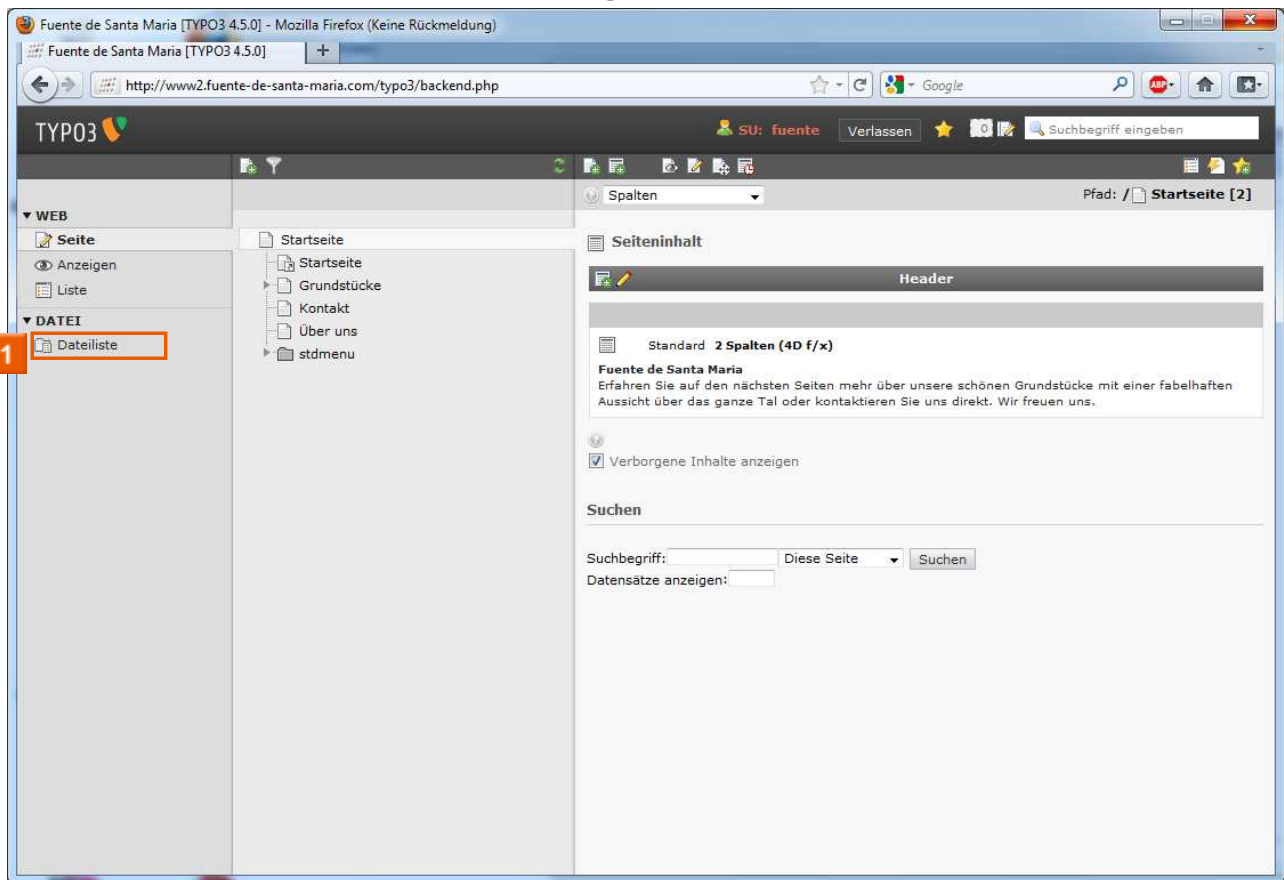 Fuente de Santa Maria [TYPO3 4.5.0] - Mozilla Firefox (Keine Rückmeldung)
Fuente de Santa Maria [TYPO3 4.5.0]
+
http://www2.fuente-de-santa-maria.com/typo3/backend.php
Google
ABP
TYPO3
SU: fuente
Verlassen
0
Suchbegriff eingeben
Spalten
Pfad: / Startseite [2]
WEB
Seite
Anzeigen
Liste
DATEI
1
Dateiliste
Startseite
Startseite
Grundstücke
Kontakt
Über uns
stdmenu
Seiteninhalt
Header
Standard 2 Spalten (4D f/x)
Fuente de Santa Maria
Erfahren Sie auf den nächsten Seiten mehr über unsere schönen Grundstücke mit einer fabelhaften
Aussicht über das ganze Tal oder kontaktieren Sie uns direkt. Wir freuen uns.
Verborgene Inhalte anzeigen
Suchen
Suchbegriff: Diese Seite Suchen
Datensätze anzeigen: